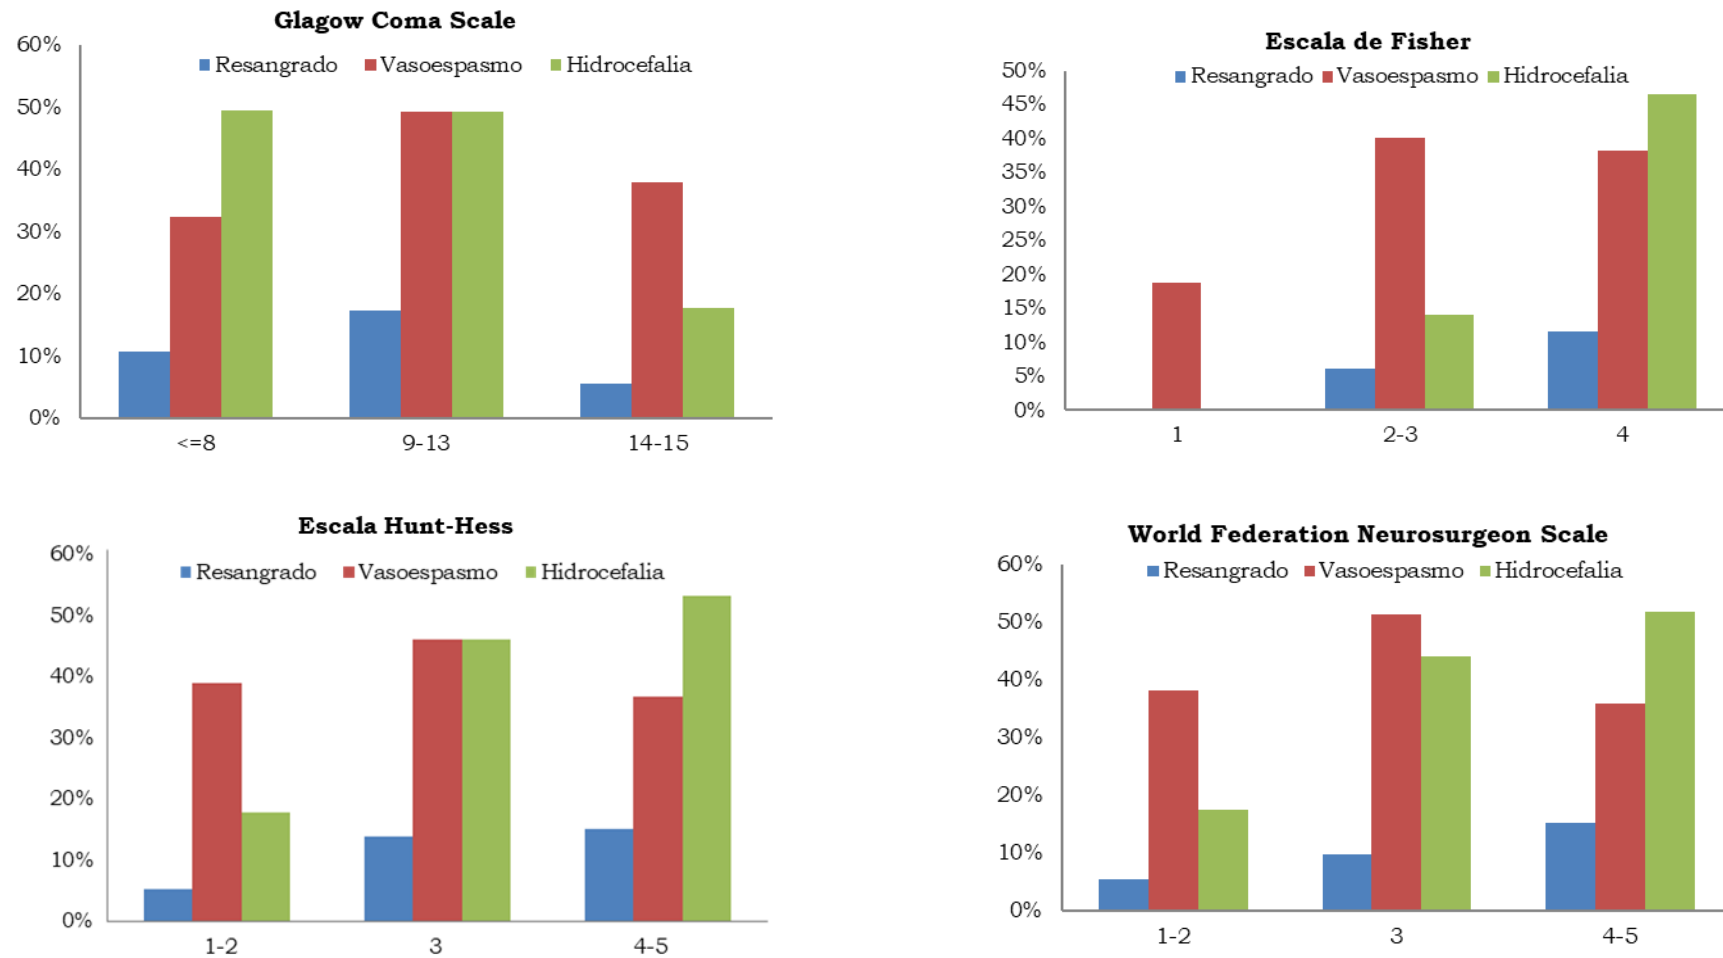 Glagow Coma Scale
Resangrado Vasoespasmo Hidrocefalia
60%
50%
40%
30%
20%
10%
0%
<=8 9-13 14-15
Escala de Fisher
Resangrado Vasoespasmo Hidrocefalia
50%
45%
40%
35%
30%
25%
20%
15%
10%
5%
0%
1 2-3 4
Escala Hunt-Hess
Resangrado Vasoespasmo Hidrocefalia
60%
50%
40%
30%
20%
10%
0%
1-2 3 4-5
World Federation Neurosurgeon Scale
Resangrado Vasoespasmo Hidrocefalia
60%
50%
40%
30%
20%
10%
0%
1-2 3 4-5